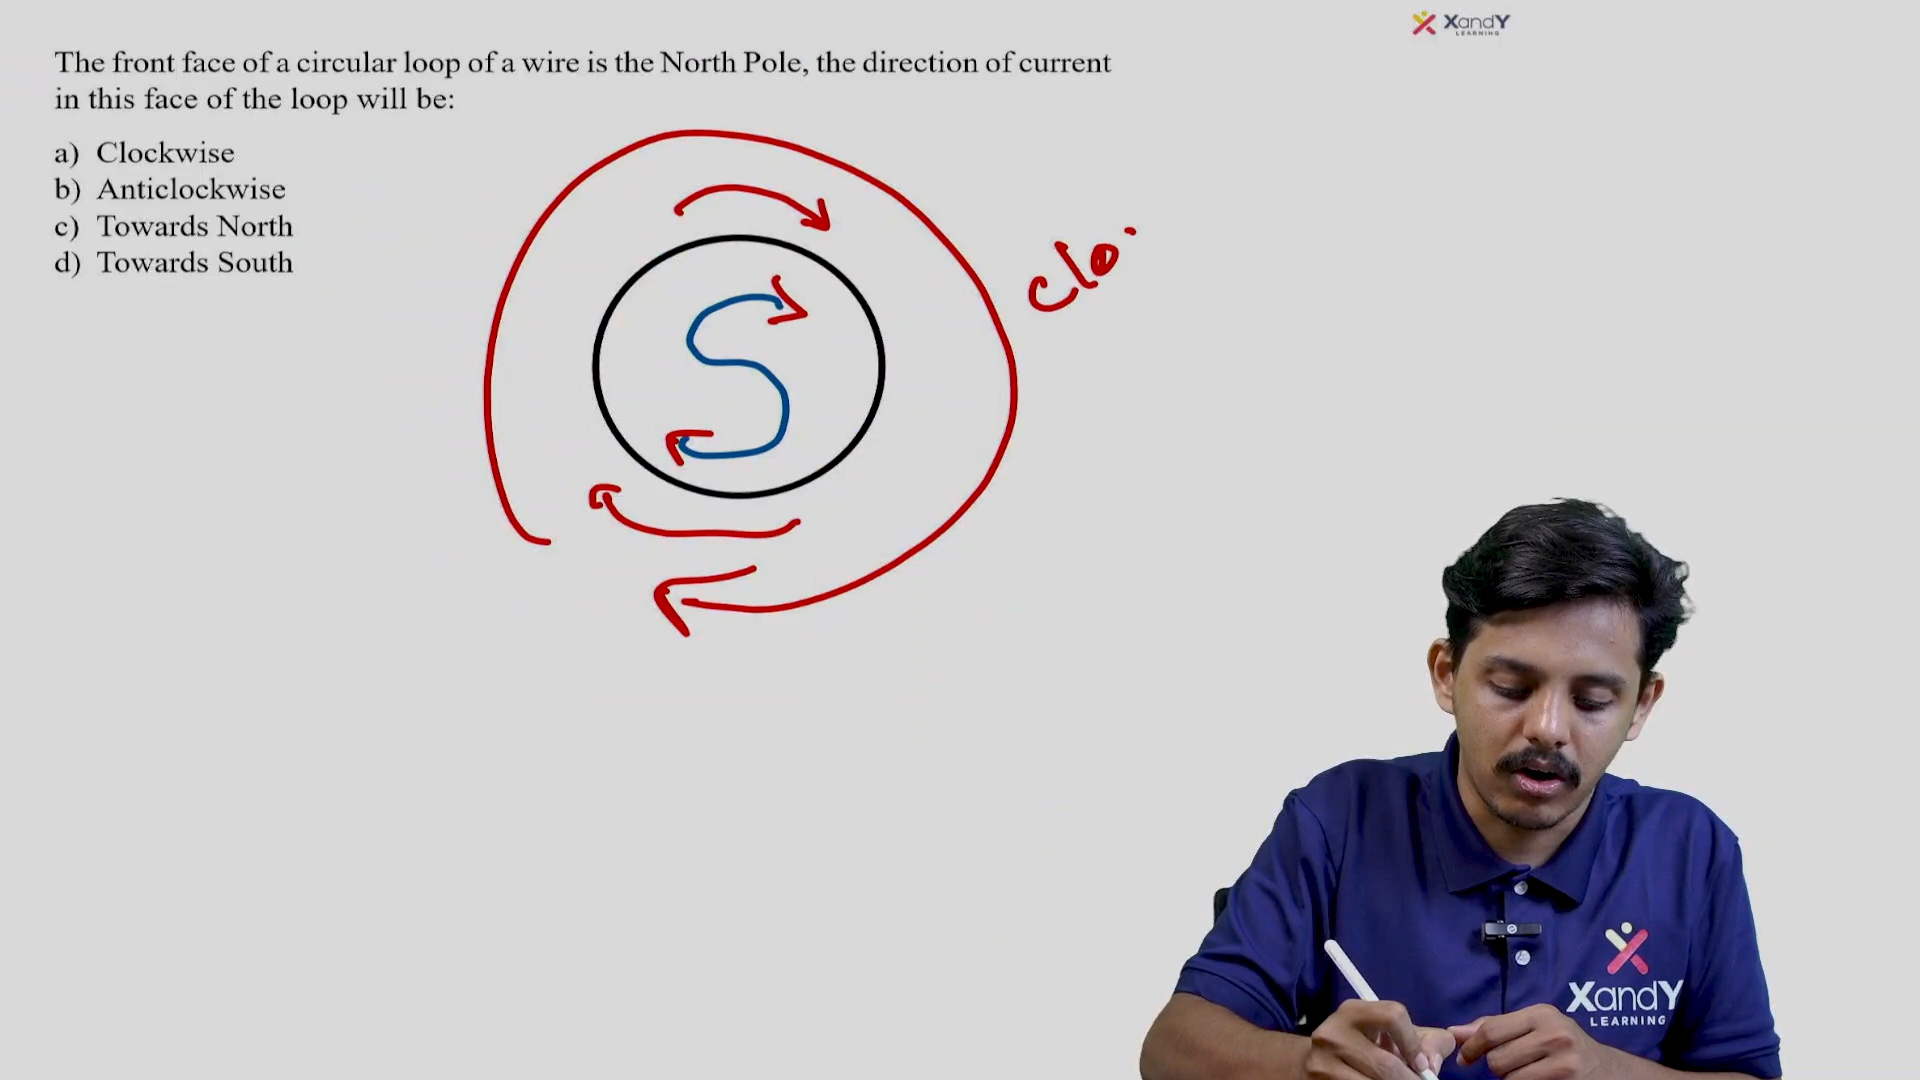 XandY
LEARNING
The front face of a circular loop of a wire is the North Pole, the direction of current
in this face of the loop will be:
a) Clockwise
b) Anticlockwise
c) Towards North
d) Towards South
S
Clo
XandY
LEARNING